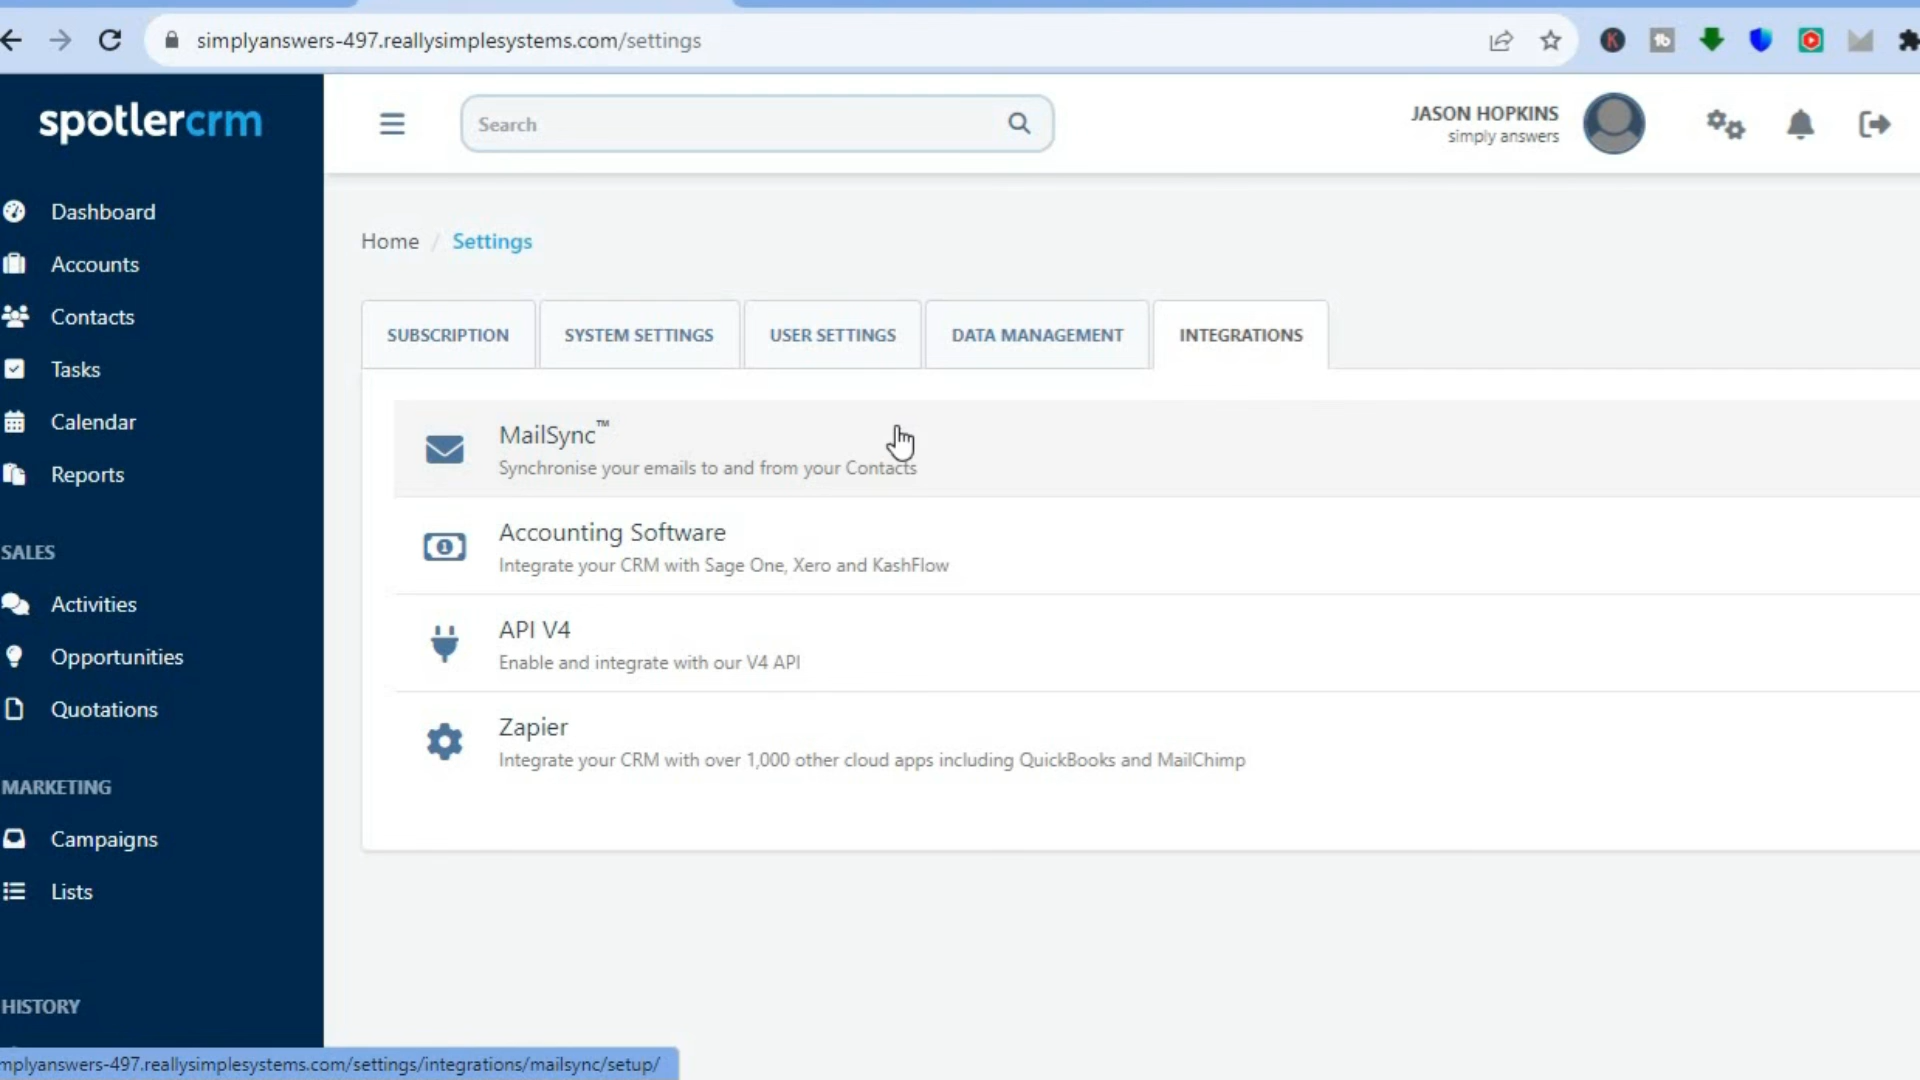 simplyanswers-497.reallysimplesystems.com/settings
spotlercrm
Search
JASON HOPKINS
simply answers
Dashboard
Accounts
Contacts
Tasks
Calendar
Reports
SALES
Activities
Opportunities
Quotations
MARKETING
Campaigns
Lists
HISTORY
Home / Settings
SUBSCRIPTION
SYSTEM SETTINGS
USER SETTINGS
DATA MANAGEMENT
INTEGRATIONS
MailSync™
Synchronise your emails to and from your Contacts
Accounting Software
Integrate your CRM with Sage One, Xero and KashFlow
API V4
Enable and integrate with our V4 API
Zapier
Integrate your CRM with over 1,000 other cloud apps including QuickBooks and MailChimp
mplyanswers-497.reallysimplesystems.com/settings/integrations/mailsync/setup/